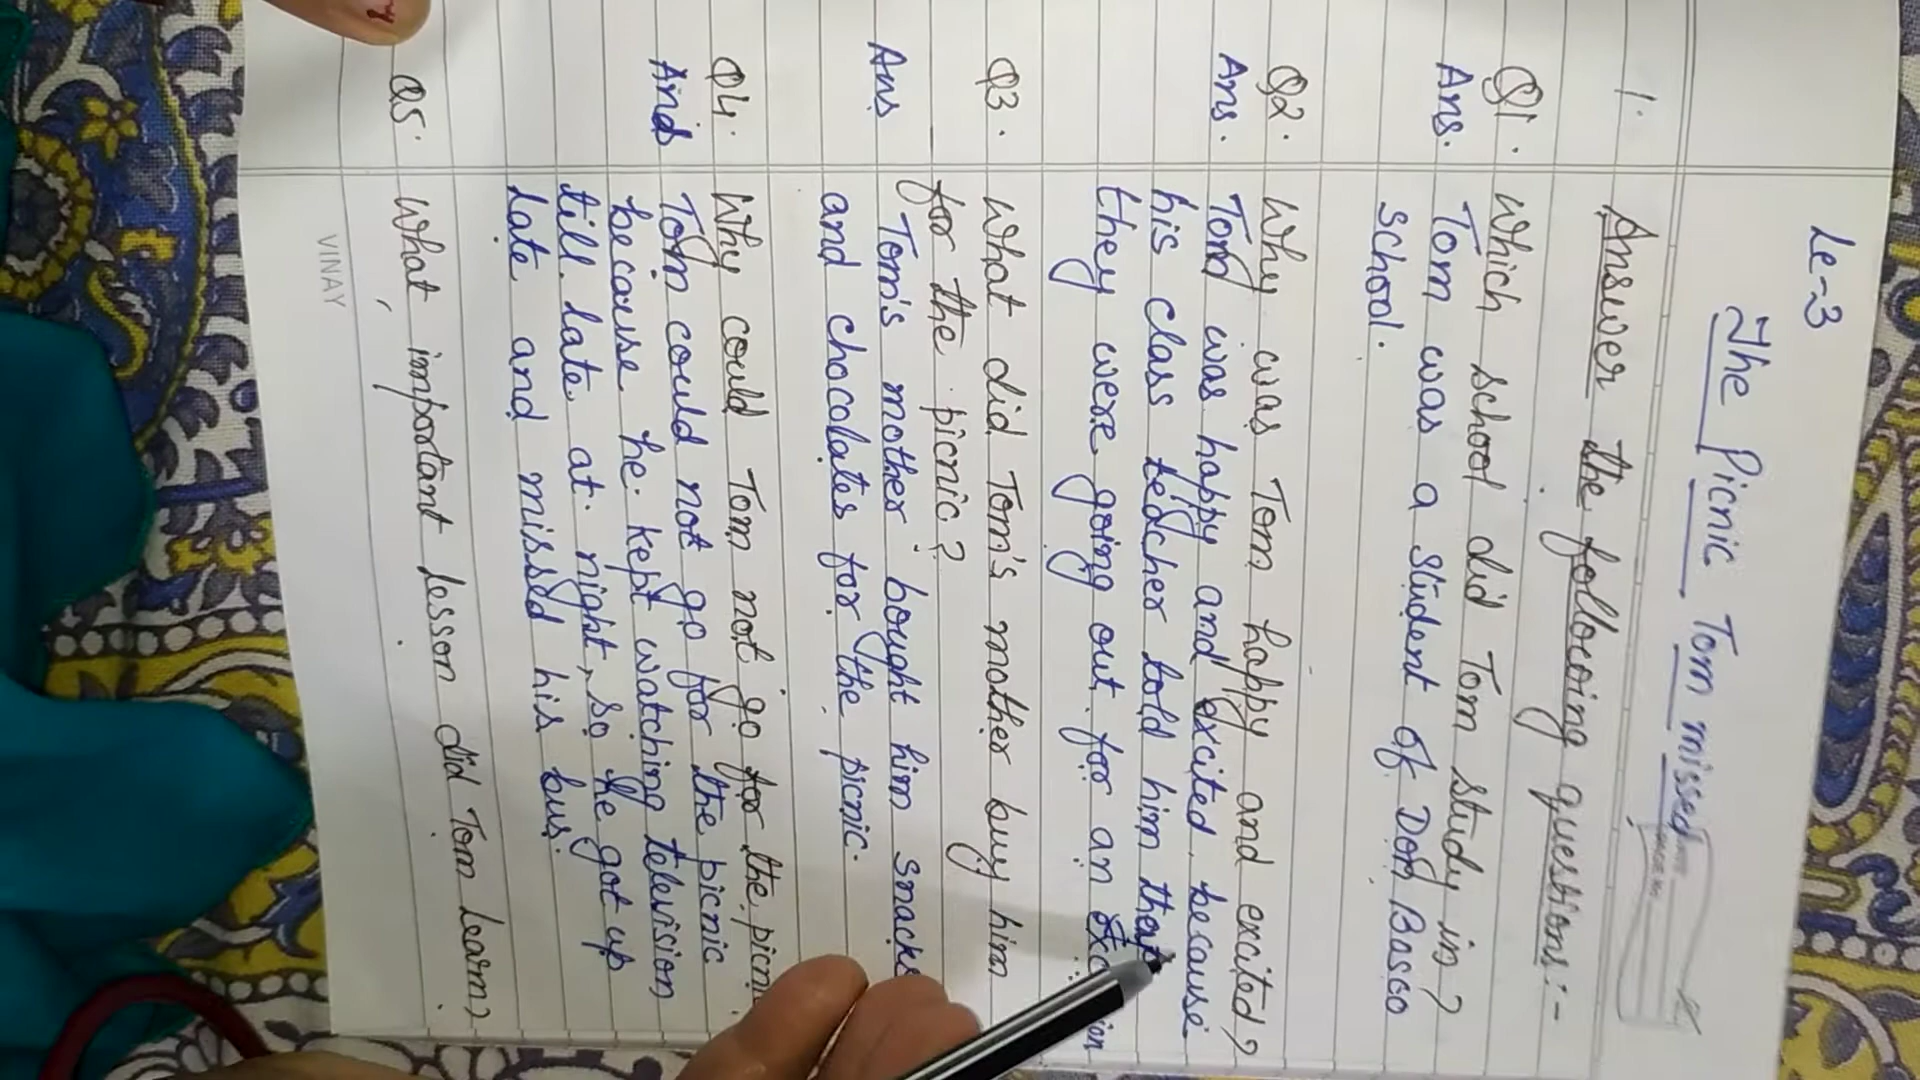 Le-3
The Picnic Tom missed
1. Answer the following questions:-
Q1. Which school did Tom study in?
Ans. Tom was a student of Don Basco
school.
Q2. Why was Tom happy and excited?
Ans. Tom was happy and excited because
his class teacher told him that
they were going out for an
Q3. What did Tom's mother buy him
for the picnic?
Ans Tom's mother bought him snacks
and chocolates for the picnic.
Q4. Why could Tom not go for the
Ans Tom could not go for the picnic
because he kept watching television
till late at night, so he got up
late and missed his bus.
Q5. What important lesson did Tom learn?
VINAY